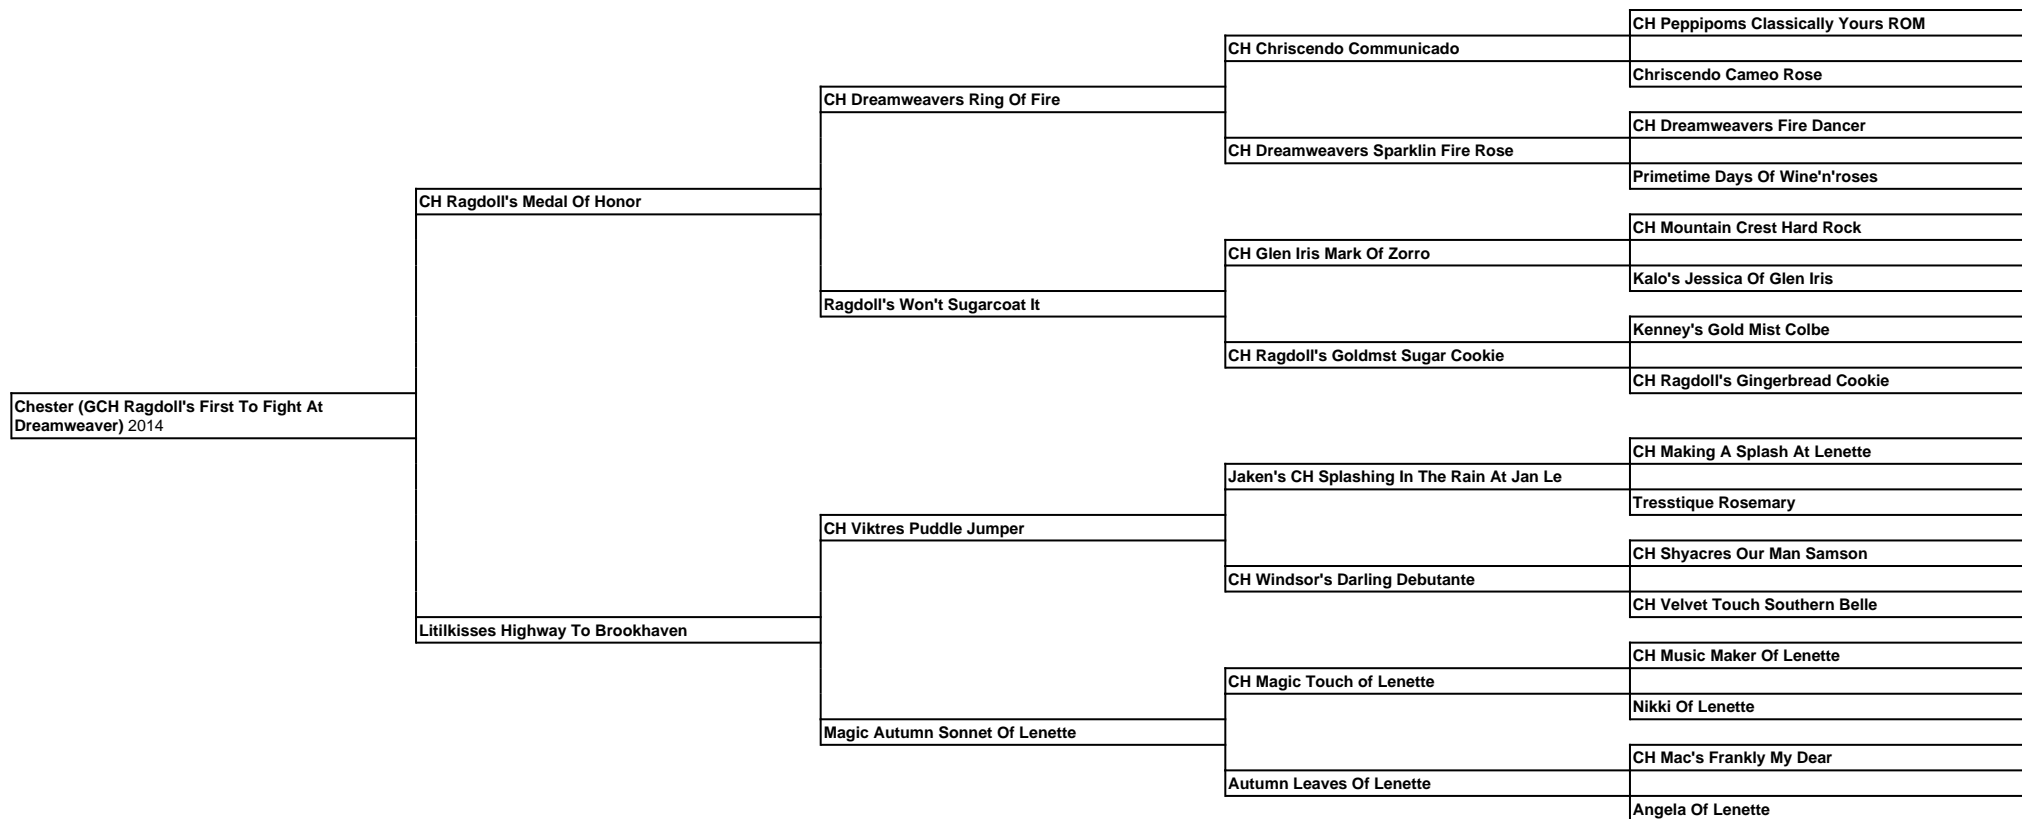 CH Peppipoms Classically Yours ROM
CH Chriscendo Communicado
Chriscendo Cameo Rose
CH Dreamweavers Ring Of Fire
CH Dreamweavers Fire Dancer
CH Dreamweavers Sparklin Fire Rose
Primetime Days Of Wine'n'roses
CH Ragdoll's Medal Of Honor
CH Mountain Crest Hard Rock
CH Glen Iris Mark Of Zorro
Kalo's Jessica Of Glen Iris
Ragdoll's Won't Sugarcoat It
Kenney's Gold Mist Colbe
CH Ragdoll's Goldmst Sugar Cookie
CH Ragdoll's Gingerbread Cookie
Chester (GCH Ragdoll's First To Fight At
Dreamweaver) 2014
CH Making A Splash At Lenette
Jaken's CH Splashing In The Rain At Jan Le
Tresstique Rosemary
CH Viktres Puddle Jumper
CH Shyacres Our Man Samson
CH Windsor's Darling Debutante
CH Velvet Touch Southern Belle
Litilkisses Highway To Brookhaven
CH Music Maker Of Lenette
CH Magic Touch of Lenette
Nikki Of Lenette
Magic Autumn Sonnet Of Lenette
CH Mac's Frankly My Dear
Autumn Leaves Of Lenette
Angela Of Lenette